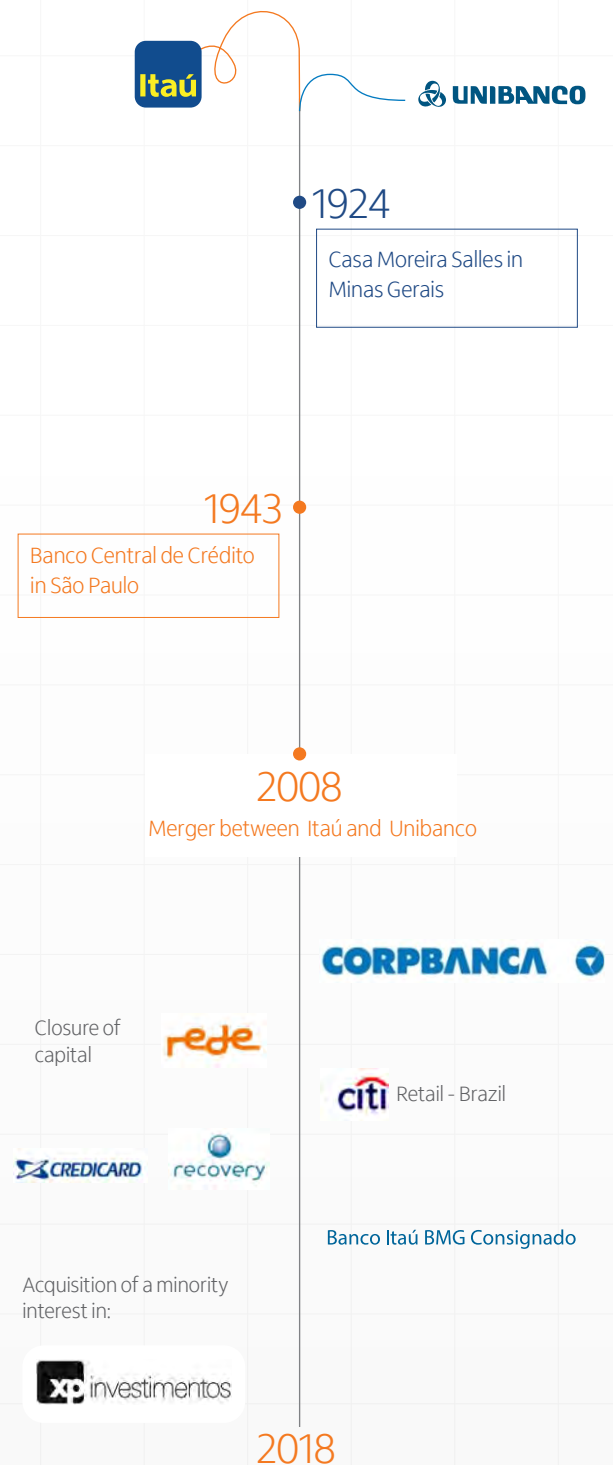 Itaú
UNIBANCO
1924
Casa Moreira Salles in
Minas Gerais
1943
Banco Central de Crédito
in São Paulo
2008
Merger between Itaú and Unibanco
CORPBANCA
Closure of
capital
rede
citi Retail - Brazil
CREDICARD
recovery
Banco Itaú BMG Consignado
Acquisition of a minority
interest in:
xp investimentos
2018